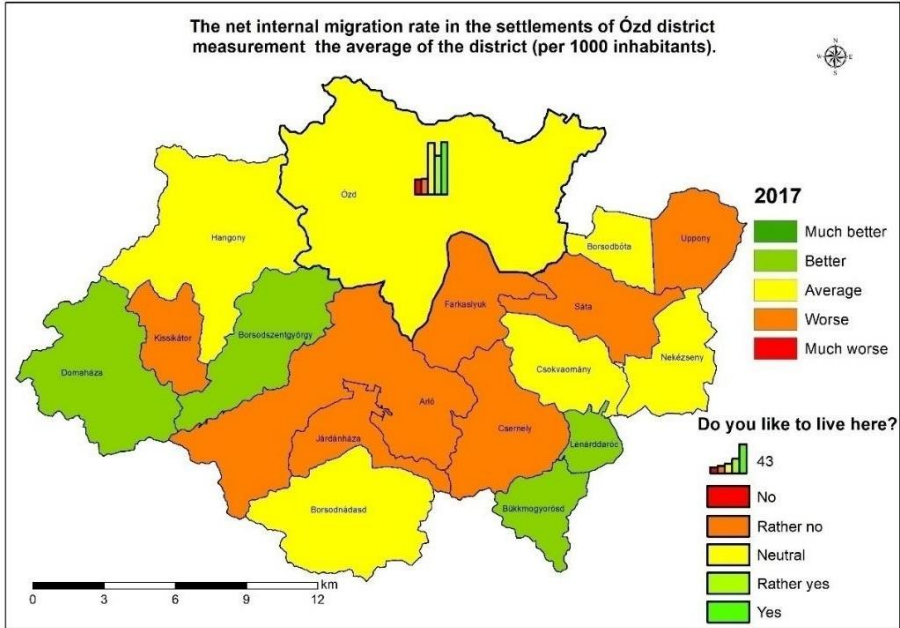 The net internal migration rate in the settlements of Ózd district
measurement the average of the district (per 1000 inhabitants).
N
W E
S
Ózd
Hangony
Borsodbóta
Uppony
2017
Much better
Better
Average
Worse
Much worse
Farkaslyuk
Sáta
Kissikátor
Borsodszentgyörgy
Domaháza
Csokvaomány
Nekézseny
Arló
Csernely
Lénárddaróc
Járdánháza
Borsodnádasd
Bükkmogyorósd
Do you like to live here?
43
No
Rather no
Neutral
Rather yes
Yes
km
0 3 6 9 12